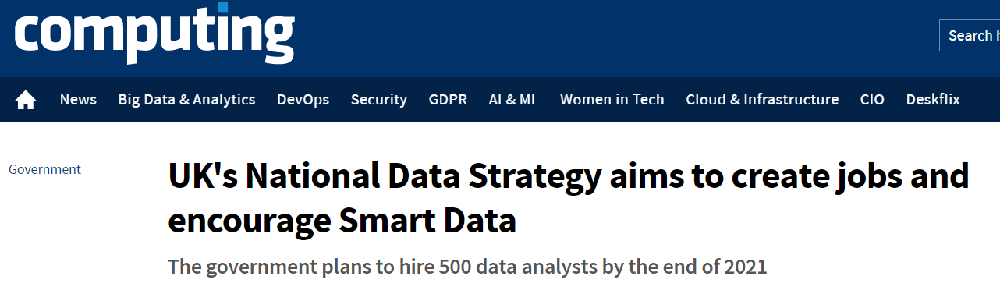 computing
Search
News Big Data & Analytics DevOps Security GDPR AI & ML Women in Tech Cloud & Infrastructure CIO Deskflix
Government
UK's National Data Strategy aims to create jobs and
encourage Smart Data
The government plans to hire 500 data analysts by the end of 2021